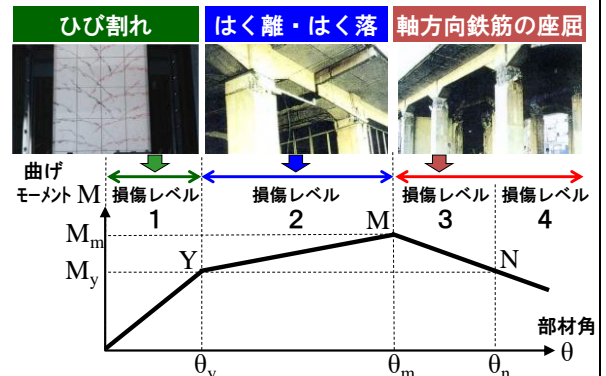 ひび割れ
はく離・はく落
軸方向鉄筋の座屈
曲げ
モーメント M
損傷レベル
1
損傷レベル
2
損傷レベル
3
損傷レベル
4
Mm
My
Y
M
N
部材角
θ
θy
θm
θn